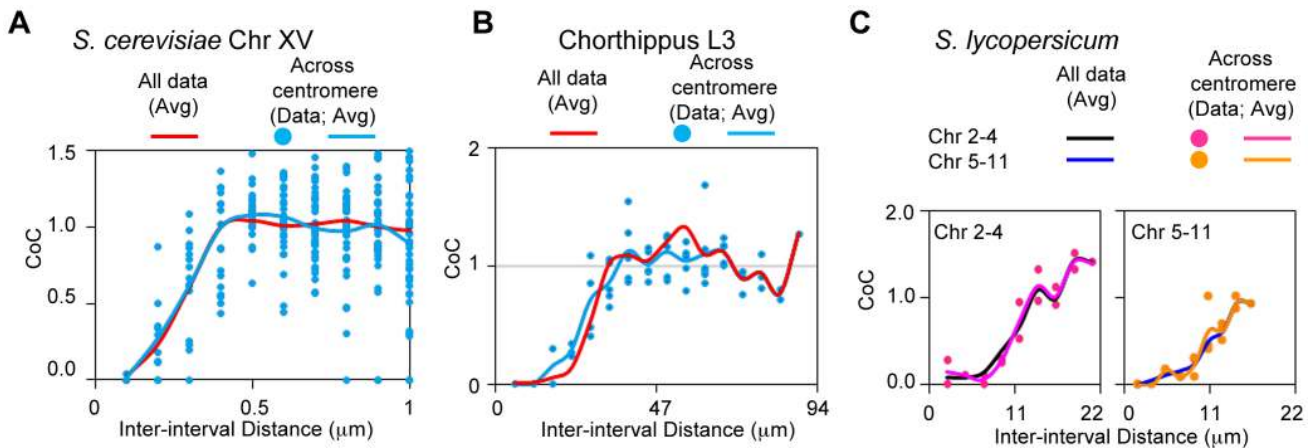 A
S. cerevisiae Chr XV
All data
(Avg)
Across
centromere
(Data; Avg)
1.5
1.0
0.5
0.0
CoC
0
0.5
1
Inter-interval Distance (μm)
B
Chorthippus L3
All data
(Avg)
Across
centromere
(Data; Avg)
2
1
0
CoC
0
47
94
Inter-interval Distance (μm)
C
S. lycopersicum
All data
(Avg)
Across
centromere
(Data; Avg)
Chr 2-4
Chr 5-11
2.0
1.0
0.0
CoC
Chr 2-4
Chr 5-11
0
11
22
0
11
22
Inter-interval Distance (μm)